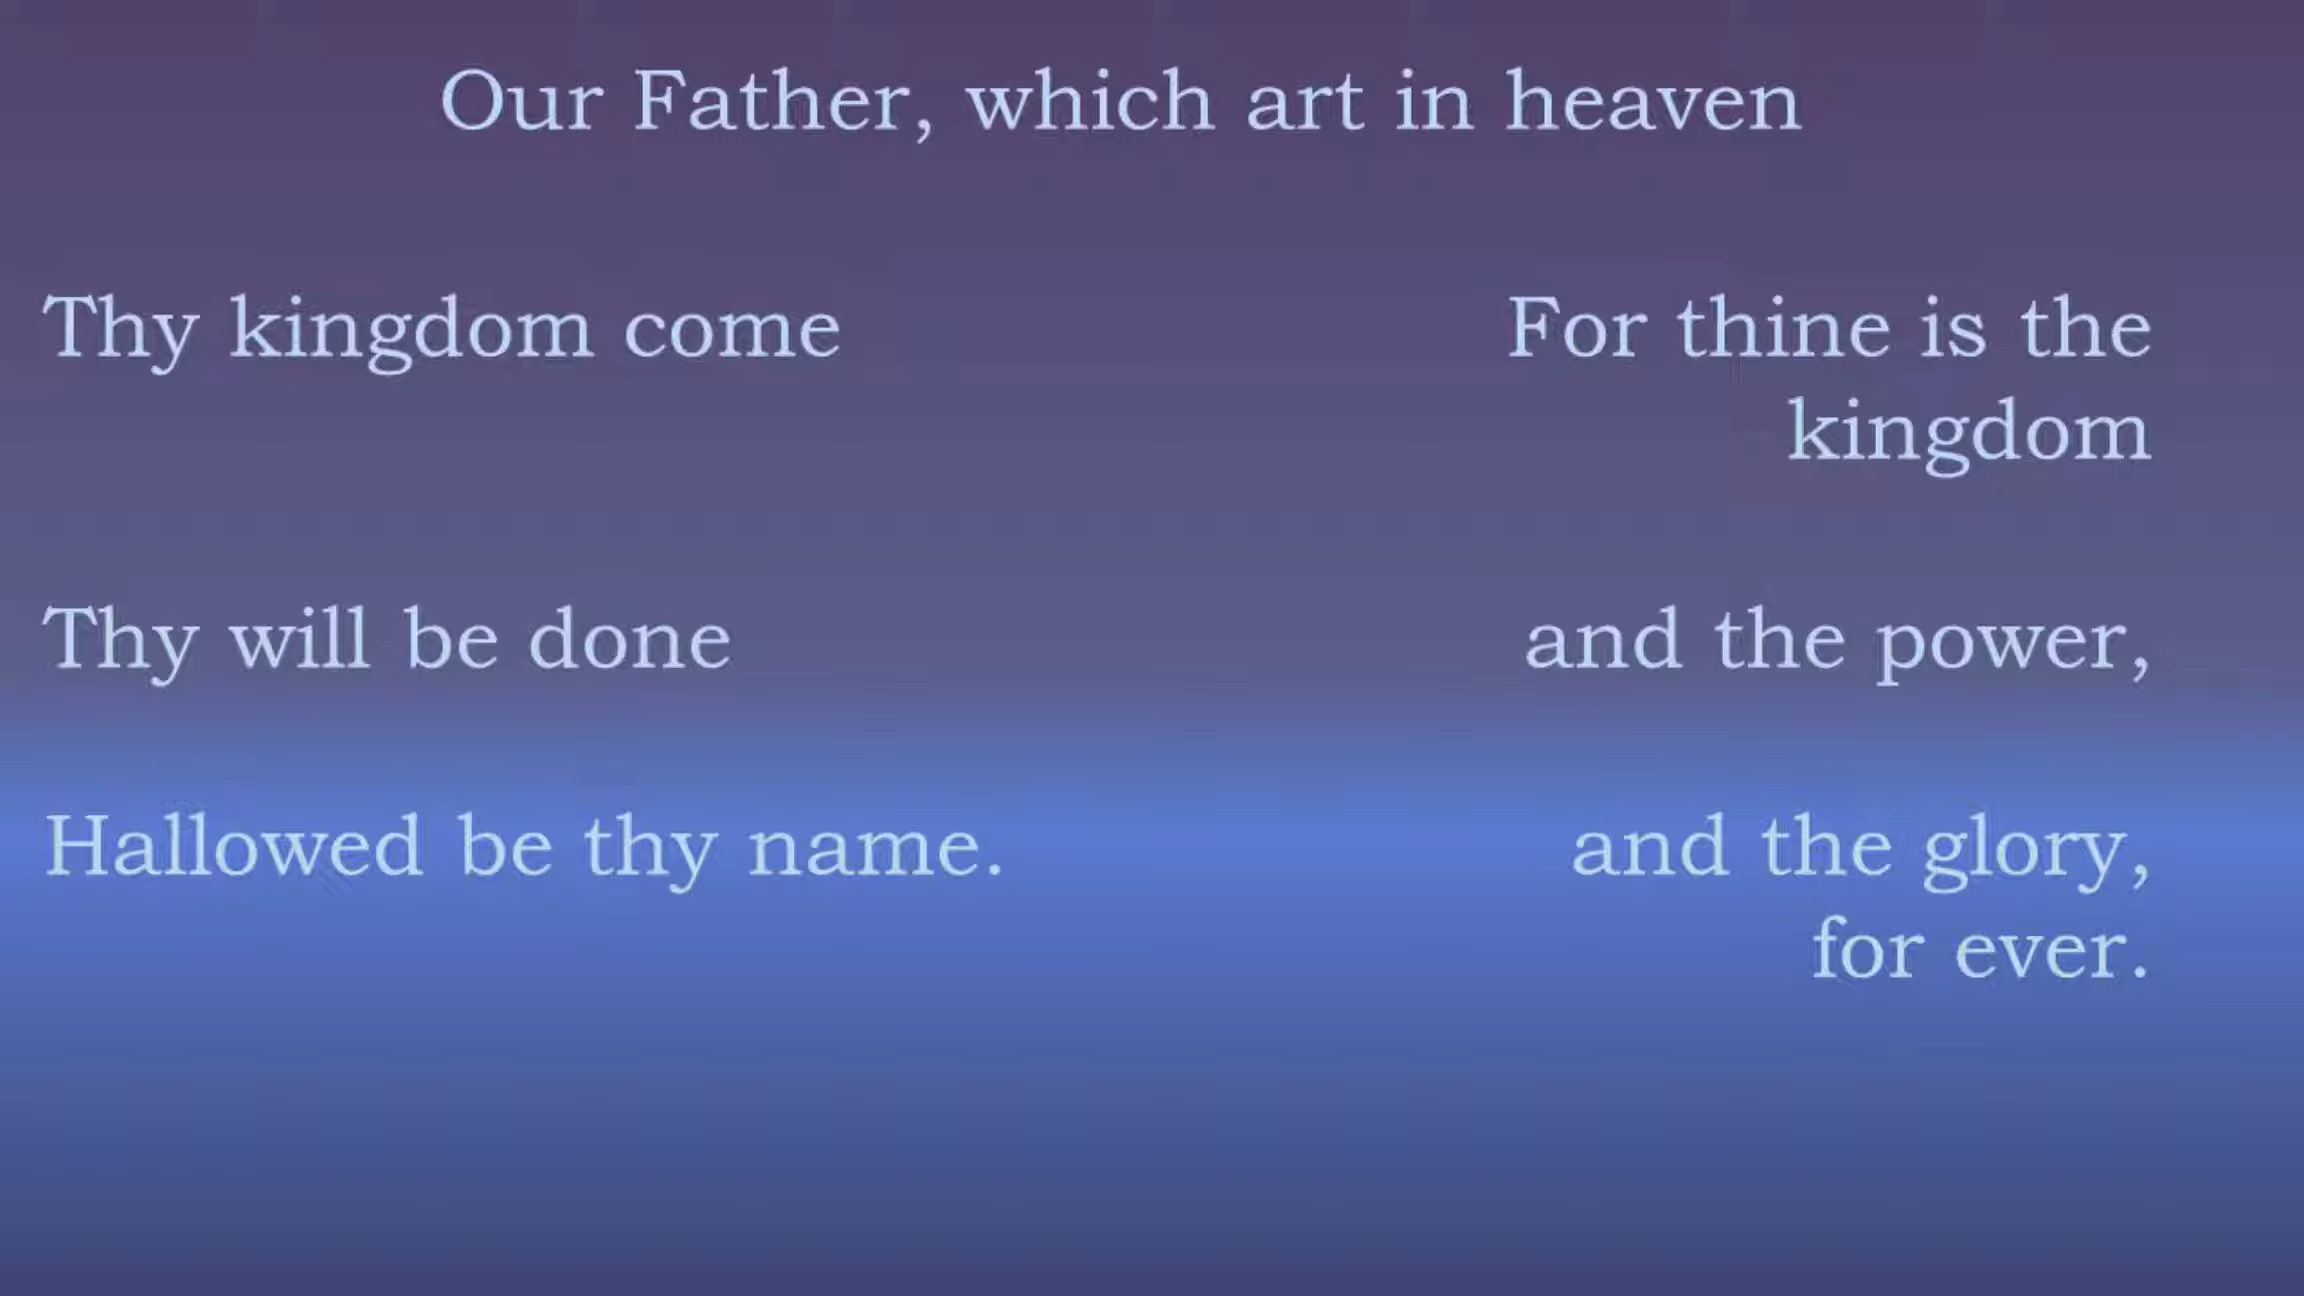 Our Father, which art in heaven
Thy kingdom come
For thine is the
kingdom
Thy will be done
and the power,
Hallowed be thy name.
and the glory,
for ever.